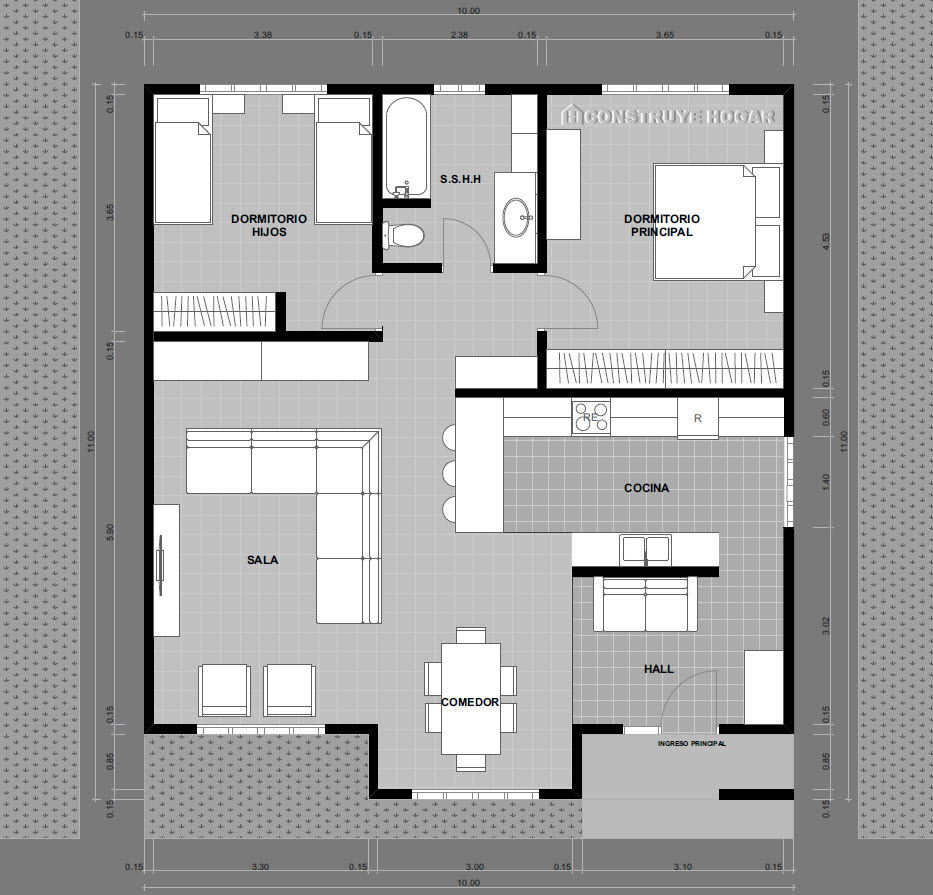 10.00
0.15 3.38 0.15 2.38 0.15 3.65 0.15
0.15 0.15
CONSTRUYE HOGAR
S.S.H.H
3.65
DORMITORIO
HIJOS
DORMITORIO
PRINCIPAL
4.53
0.15
0.15
RE
R
0.60
11.00
11.00
1.40
COCINA
5.90
SALA
3.02
HALL
COMEDOR
0.15
0.15
INGRESO PRINCIPAL
0.85
0.85
0.15
0.15
0.15 3.30 0.15 3.00 0.15 3.10 0.15
10.00